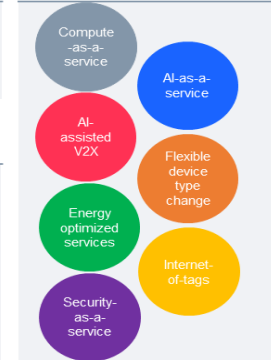 Compute
-as-a-
service
AI-as-a-
service
AI-
assisted
V2X
Flexible
device
type
change
Energy
optimized
services
Internet-
of-tags
Security-
as-a-
service